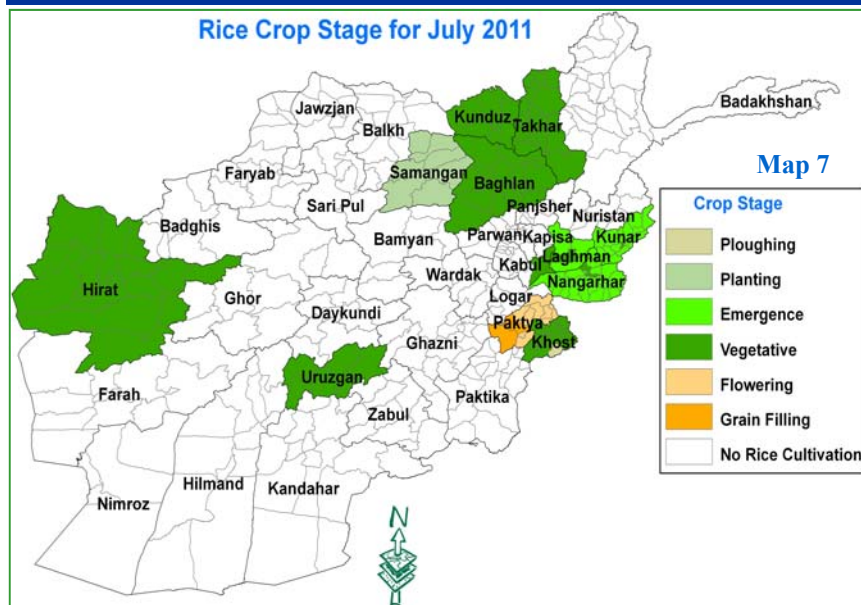 Rice Crop Stage for July 2011
Map 7
Jawzjan
Balkh
Kunduz
Takhar
Badakhshan
Faryab
Samangan
Baghlan
Sari Pul
Badghis
Panjsher
Nuristan
Kunar
Bamyan
Parwan
Kapisa
Laghman
Hirat
Wardak
Kabul
Nangarhar
Ghor
Logar
Daykundi
Paktya
Ghazni
Khost
Uruzgan
Farah
Zabul
Paktika
Hilmand
Kandahar
Nimroz
N
Crop Stage
Ploughing
Planting
Emergence
Vegetative
Flowering
Grain Filling
No Rice Cultivation